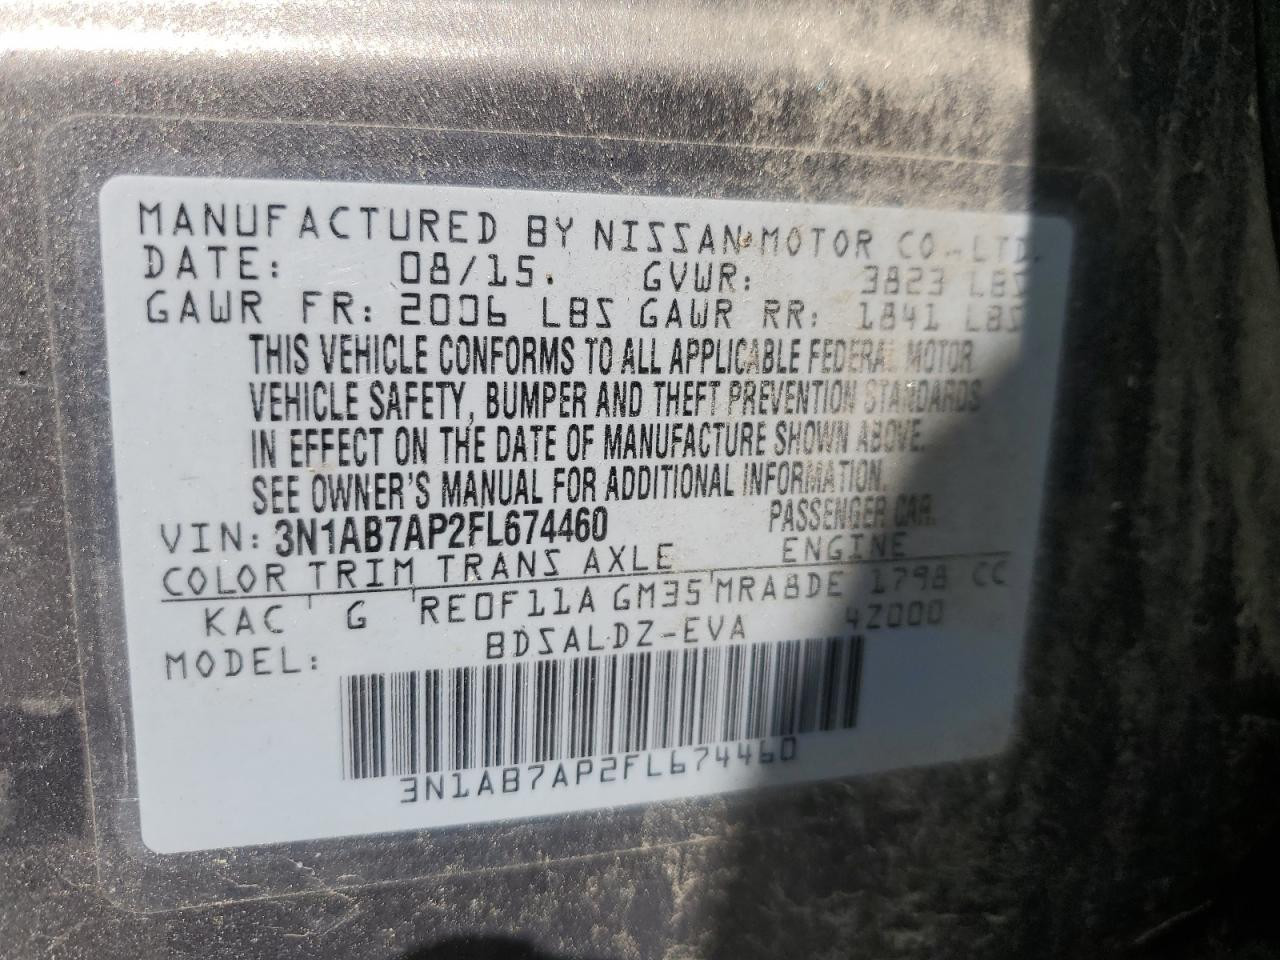 MANUFACTURED BY NISSAN MOTOR CO.,LTD.
DATE: 08/15. GVWR: 3823 LBS
GAWR FR: 2006 LBS GAWR RR: 1841 LBS
THIS VEHICLE CONFORMS TO ALL APPLICABLE FEDERAL MOTOR
VEHICLE SAFETY, BUMPER AND THEFT PREVENTION STANDARDS
IN EFFECT ON THE DATE OF MANUFACTURE SHOWN ABOVE.
SEE OWNER'S MANUAL FOR ADDITIONAL INFORMATION.
VIN: 3N1AB7AP2FL674460 PASSENGER CAR.
COLOR TRIM TRANS AXLE ENGINE
KAC G RE0F11A GM35 MRA8DE 1798 CC
MODEL: BDSALDZ-EVA 4Z000
3N1AB7AP2FL674460